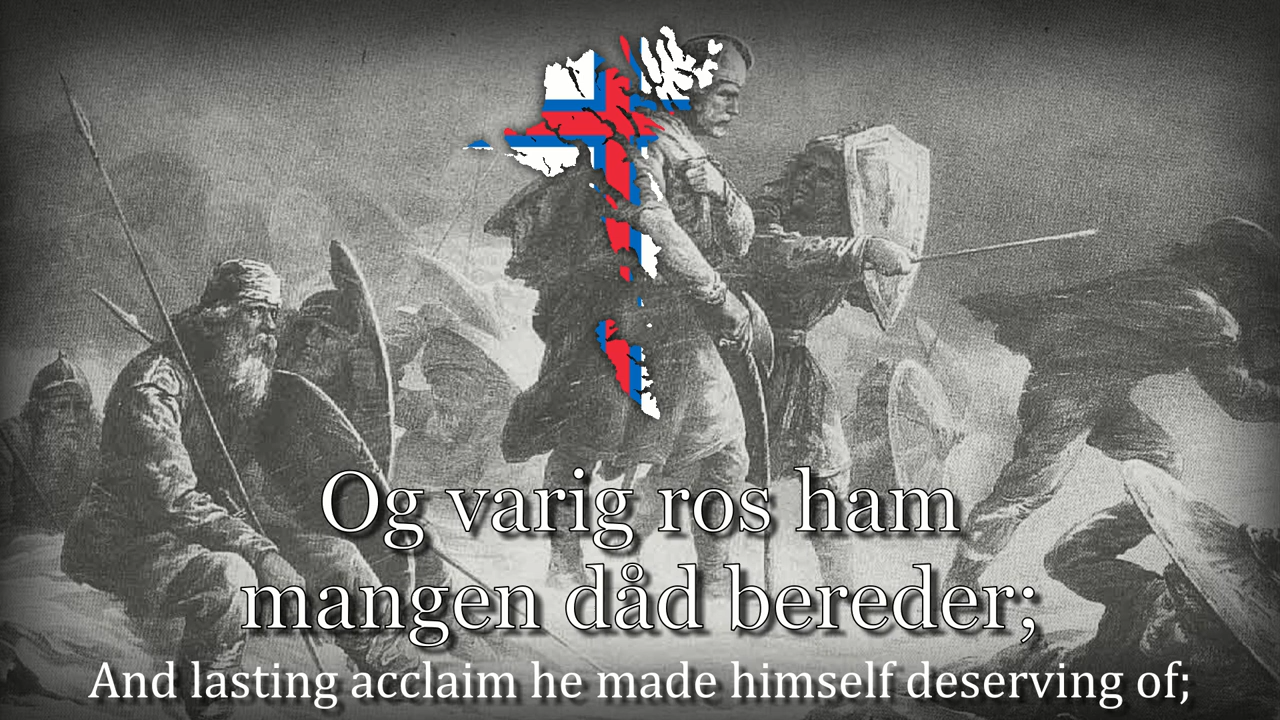 Og varig ros ham
mangen dåd bereder;
And lasting acclaim he made himself deserving of;